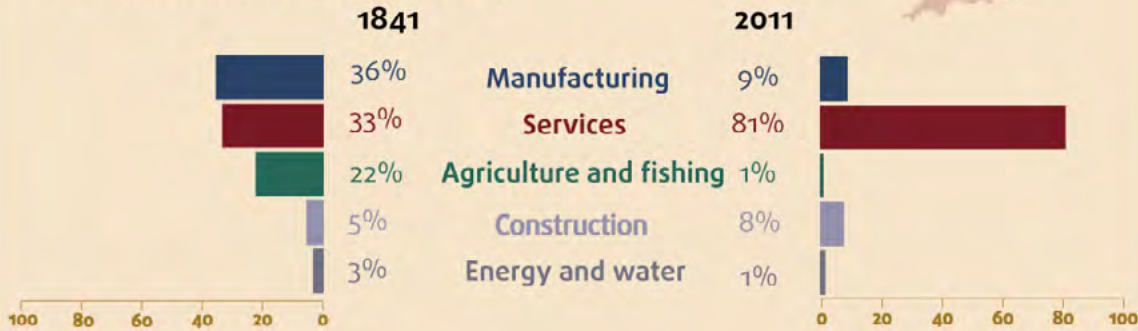 1841 2011
36% Manufacturing 9%
33% Services 81%
22% Agriculture and fishing 1%
5% Construction 8%
3% Energy and water 1%
100 80 60 40 20 0 0 20 40 60 80 100